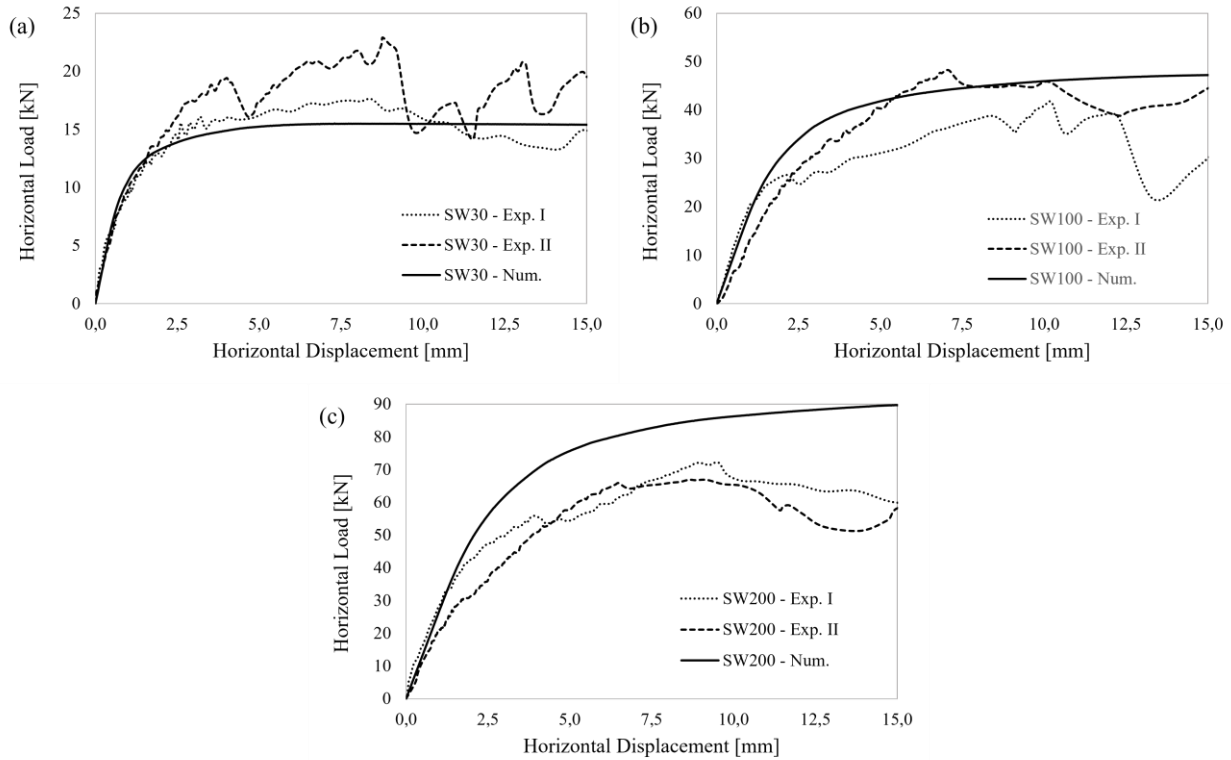 (a)
Horizontal Load [kN]
25
20
15
10
5
0
SW30 - Exp. I
SW30 - Exp. II
SW30 - Num.
0,0 2,5 5,0 7,5 10,0 12,5 15,0
Horizontal Displacement [mm]
(b)
Horizontal Load [kN]
60
50
40
30
20
10
0
SW100 - Exp. I
SW100 - Exp. II
SW100 - Num.
0,0 2,5 5,0 7,5 10,0 12,5 15,0
Horizontal Displacement [mm]
(c)
Horizontal Load [kN]
90
80
70
60
50
40
30
20
10
0
SW200 - Exp. I
SW200 - Exp. II
SW200 - Num.
0,0 2,5 5,0 7,5 10,0 12,5 15,0
Horizontal Displacement [mm]